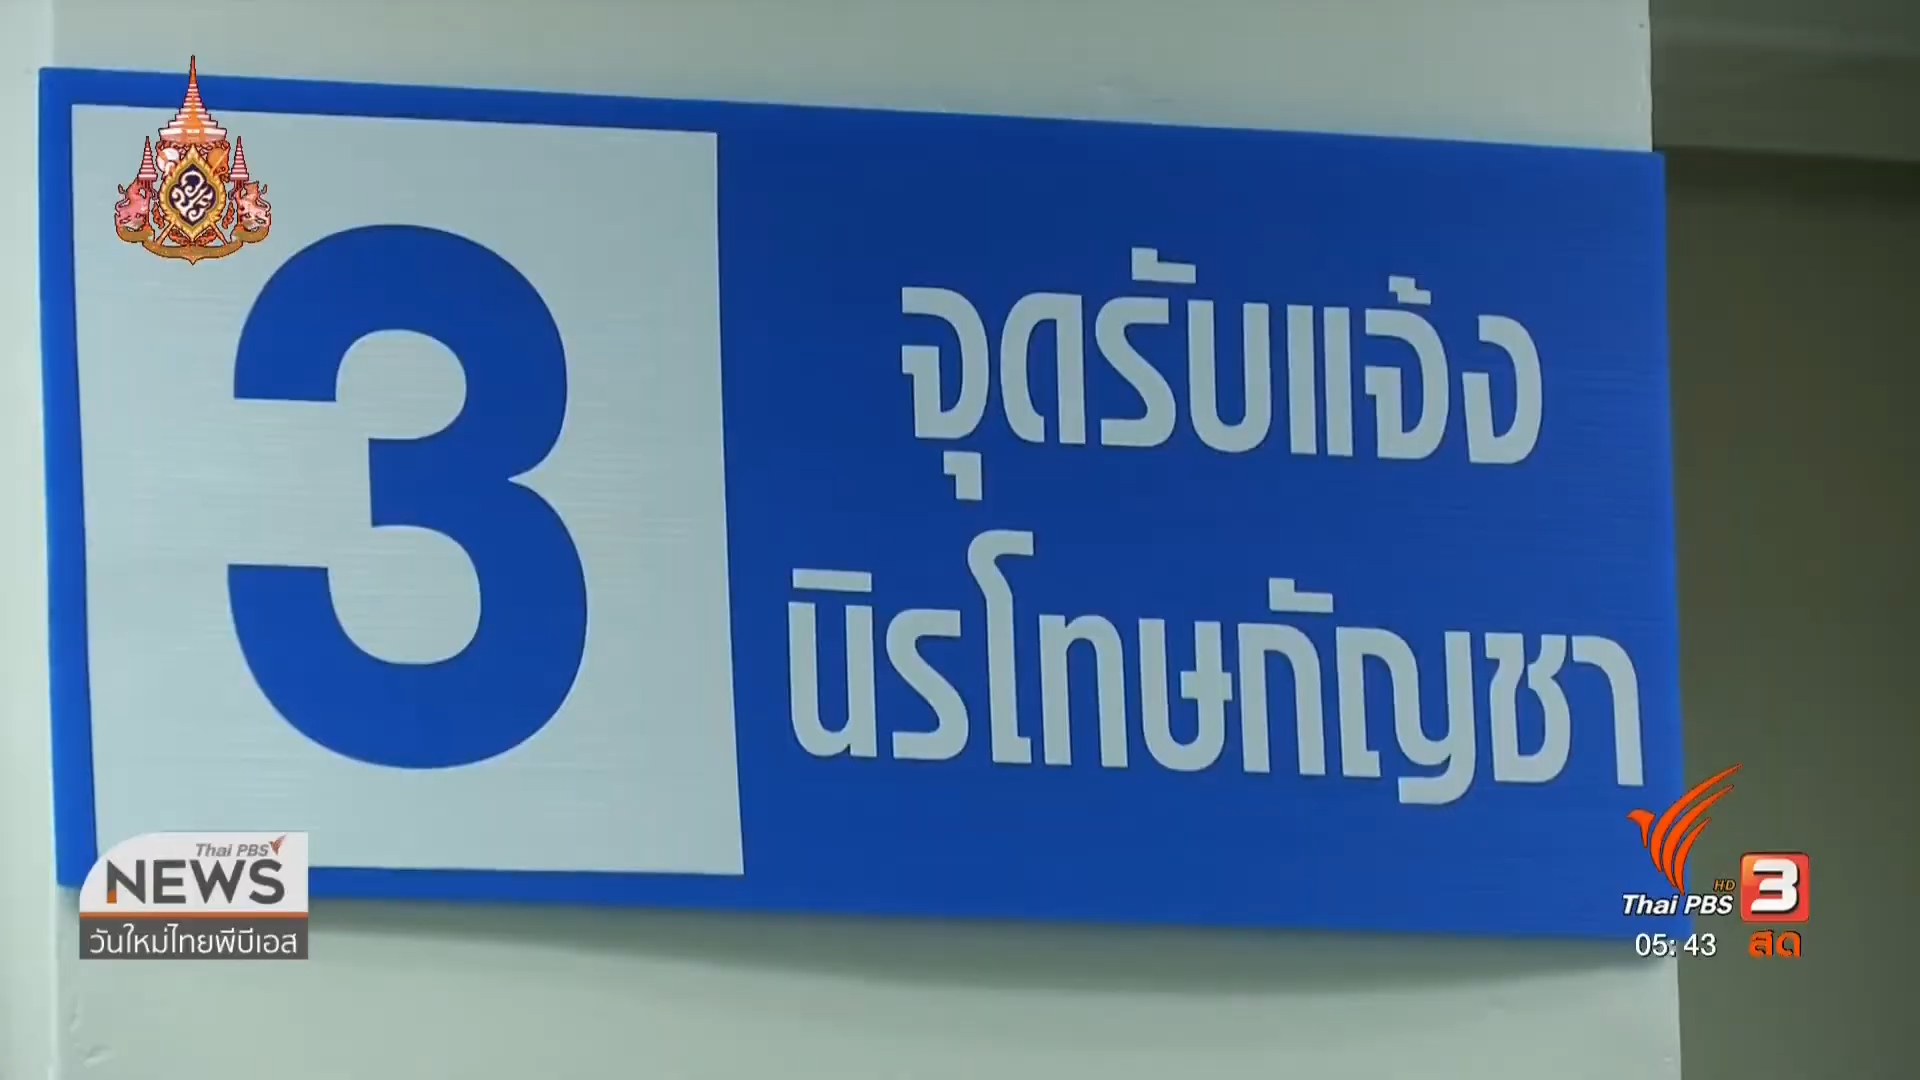 3
จุดรับแจ้ง
นิรโทษกัญชา
Thai PBS
NEWS
วันใหม่ไทยพีบีเอส
HD
Thai PBS
3
05:43
สด